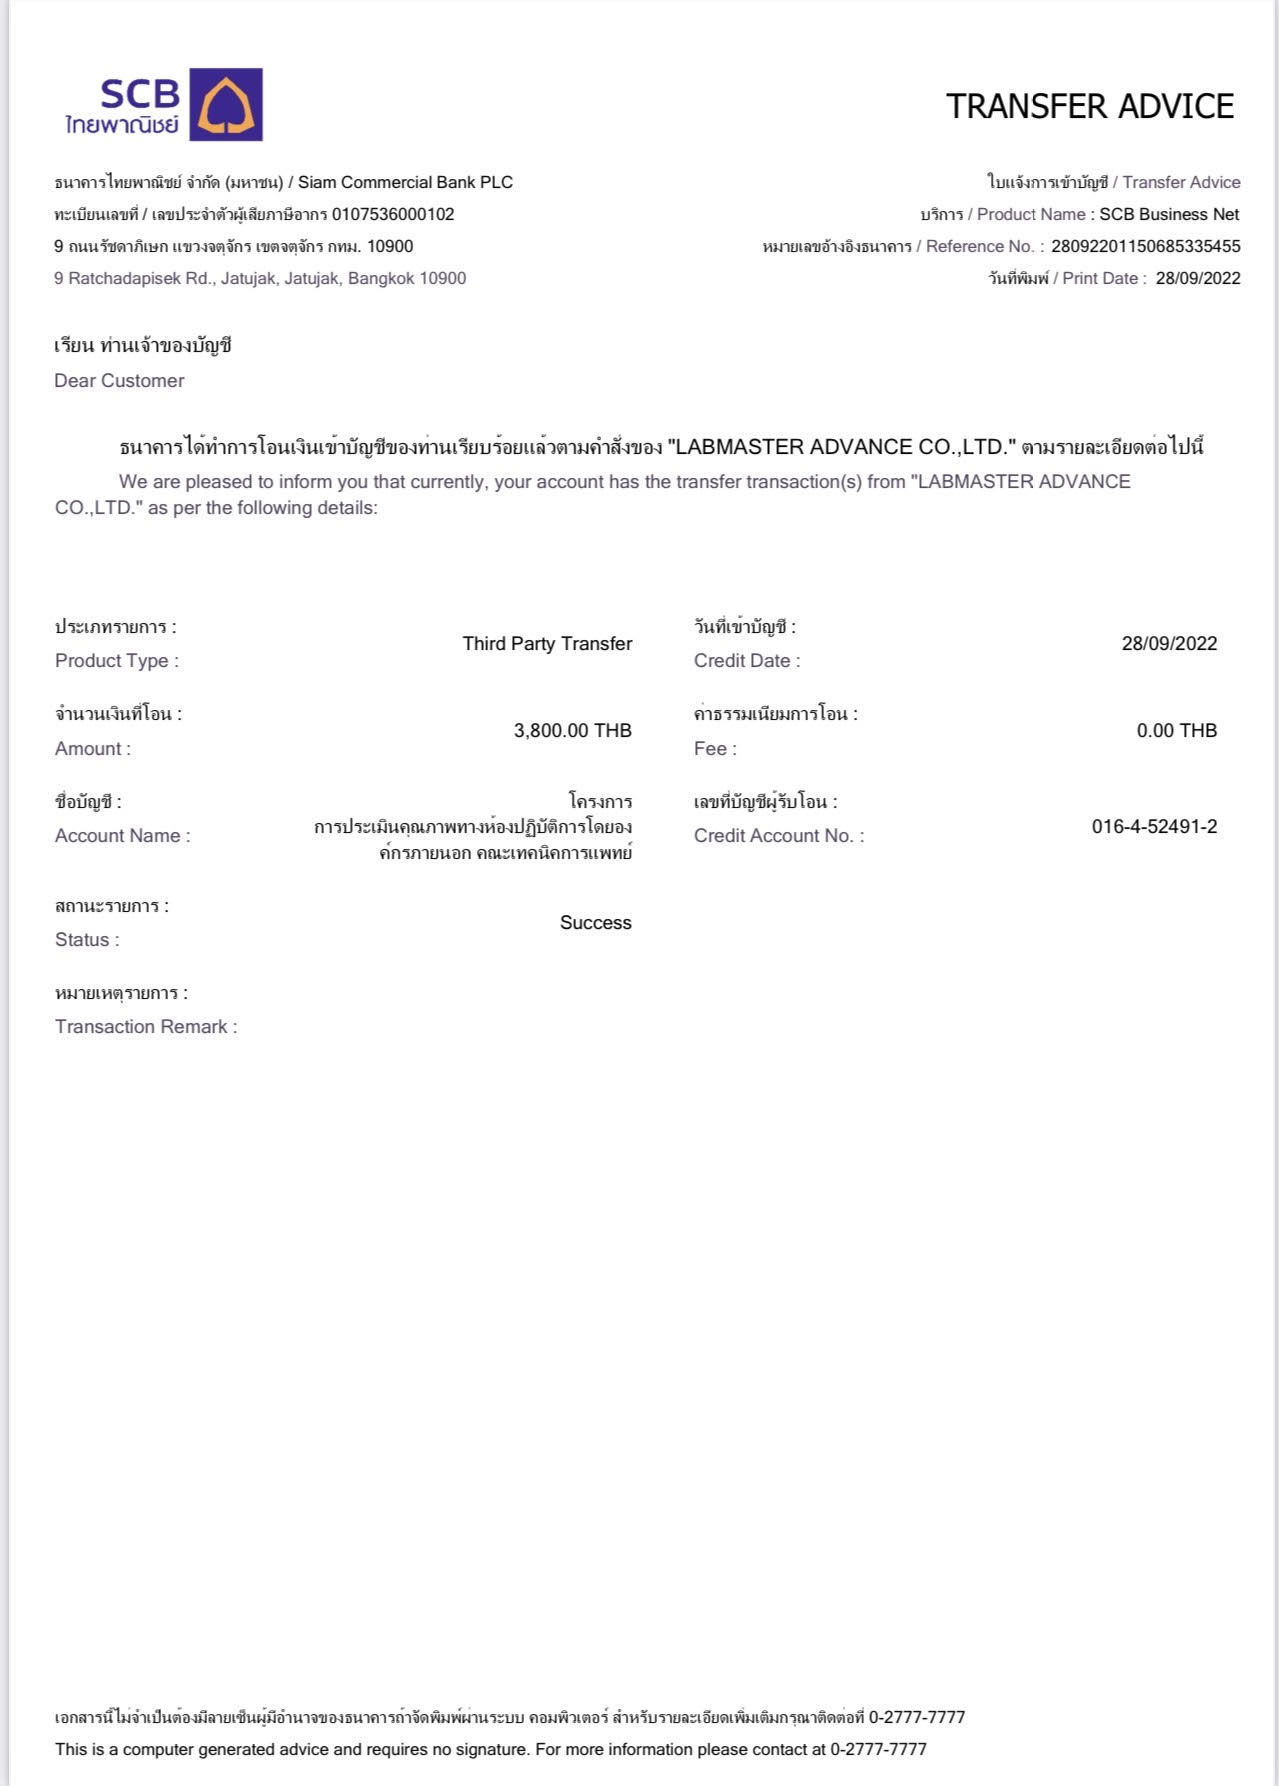 SCB
ไทยพาณิชย์
TRANSFER ADVICE
ธนาคารไทยพาณิชย์ จำกัด (มหาชน) / Siam Commercial Bank PLC
ทะเบียนเลขที่ / เลขประจำตัวผู้เสียภาษีอากร 0107536000102
9 ถนนรัชดาภิเษก แขวงจตุจักร เขตจตุจักร กทม. 10900
9 Ratchadapisek Rd., Jatujak, Jatujak, Bangkok 10900
ใบแจ้งการเข้าบัญชี / Transfer Advice
บริการ / Product Name : SCB Business Net
หมายเลขอ้างอิงธนาคาร / Reference No. : 28092201150685335455
วันที่พิมพ์ / Print Date : 28/09/2022
เรียน ท่านเจ้าของบัญชี
Dear Customer
ธนาคารได้ทำการโอนเงินเข้าบัญชีของท่านเรียบร้อยแล้วตามคำสั่งของ "LABMASTER ADVANCE CO.,LTD." ตามรายละเอียดต่อไปนี้
We are pleased to inform you that currently, your account has the transfer transaction(s) from "LABMASTER ADVANCE
CO.,LTD." as per the following details:
ประเภทรายการ :
Product Type :
Third Party Transfer
วันที่เข้าบัญชี :
Credit Date :
28/09/2022
จำนวนเงินที่โอน :
Amount :
3,800.00 THB
ค่าธรรมเนียมการโอน :
Fee :
0.00 THB
ชื่อบัญชี :
Account Name :
โครงการ
การประเมินคุณภาพทางห้องปฏิบัติการโดยอง
ค์กรภายนอก คณะเทคนิคการแพทย์
เลขที่บัญชีผู้รับโอน :
Credit Account No. :
016-4-52491-2
สถานะรายการ :
Status :
Success
หมายเหตุรายการ :
Transaction Remark :
เอกสารนี้ไม่จำเป็นต้องมีลายเซ็นผู้มีอำนาจของธนาคารถ้าจัดพิมพ์ผ่านระบบ คอมพิวเตอร์ สำหรับรายละเอียดเพิ่มเติมกรุณาติดต่อที่ 0-2777-7777
This is a computer generated advice and requires no signature. For more information please contact at 0-2777-7777